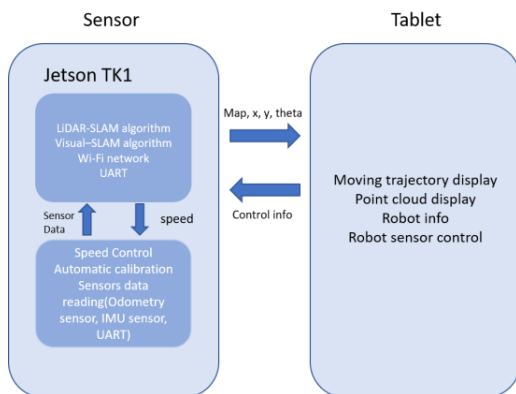 Sensor
Tablet
Jetson TK1
LiDAR-SLAM algorithm
Visual–SLAM algorithm
Wi-Fi network
UART
Sensor
Data
speed
Speed Control
Automatic calibration
Sensors data
reading(Odometry
sensor, IMU sensor,
UART)
Map, x, y, theta
Control info
Moving trajectory display
Point cloud display
Robot info
Robot sensor control